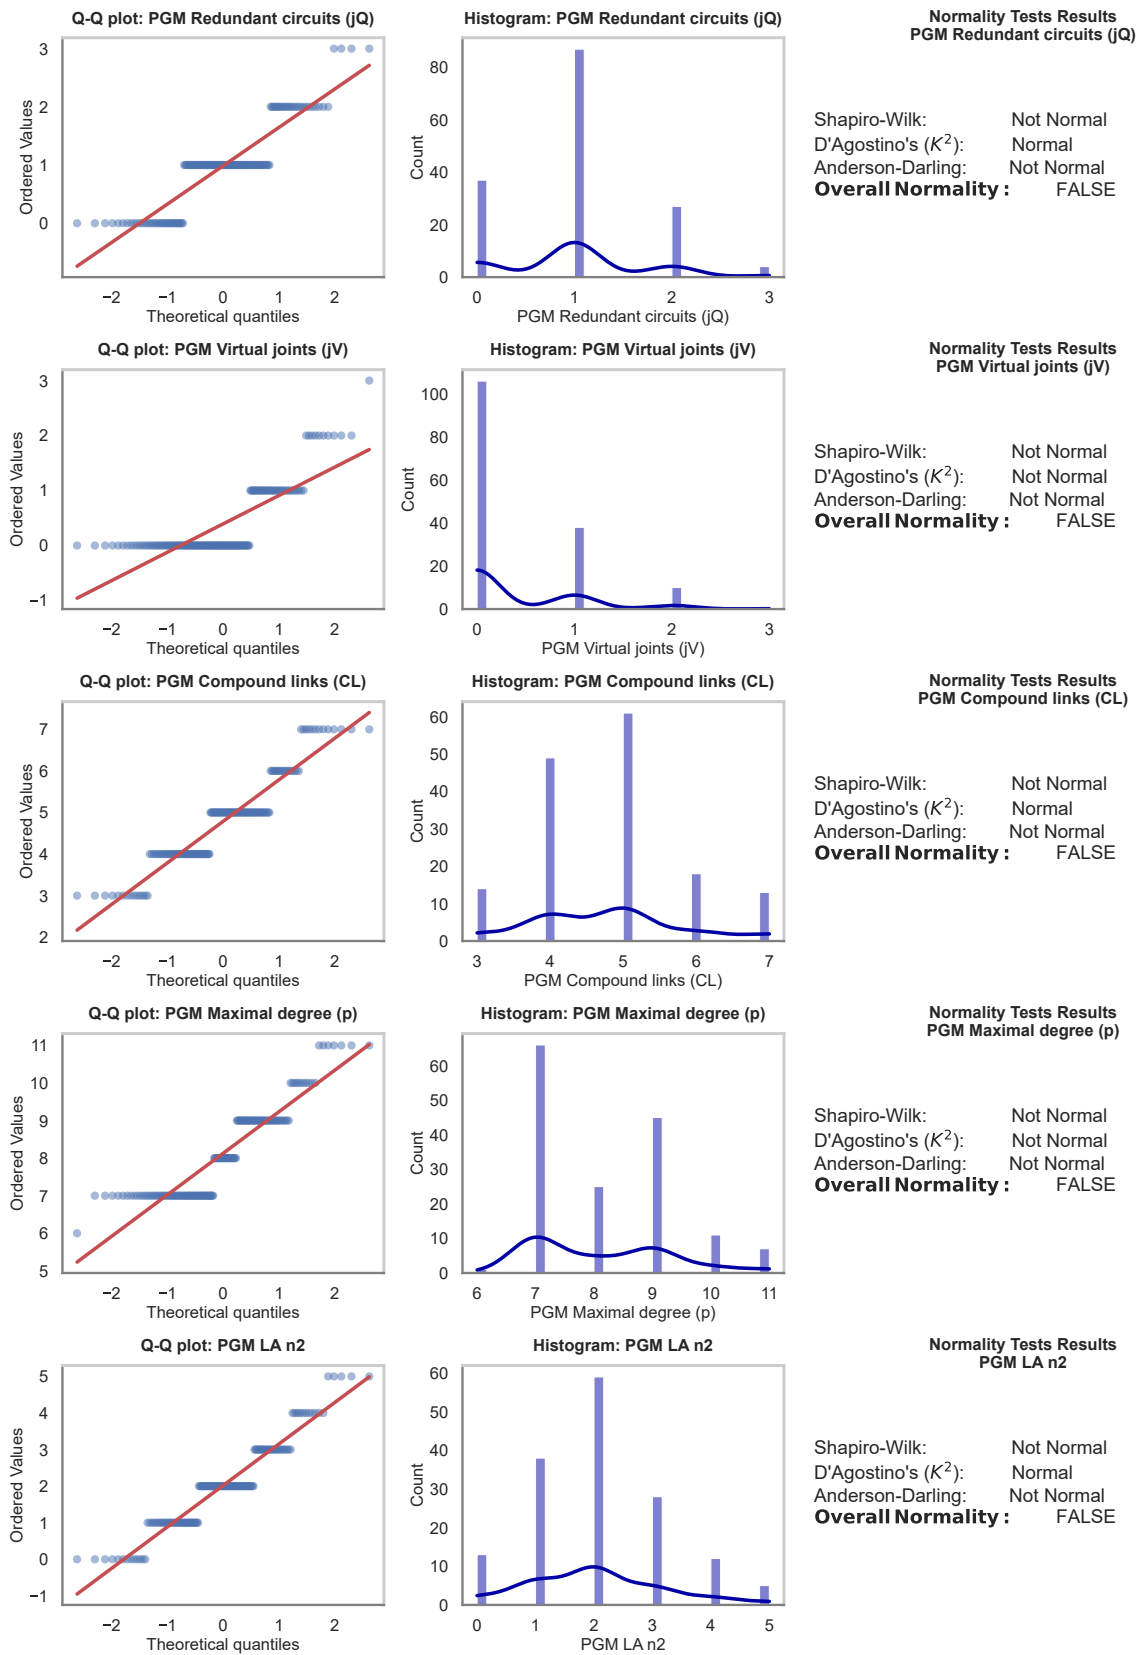 Q-Q plot: PGM Redundant circuits (jQ)
Ordered Values
3
2
1
0
−2 −1 0 1 2
Theoretical quantiles
Histogram: PGM Redundant circuits (jQ)
Count
80
60
40
20
0
0 1 2 3
PGM Redundant circuits (jQ)
Normality Tests Results
PGM Redundant circuits (jQ)
Shapiro-Wilk: Not Normal
D'Agostino's (K²): Normal
Anderson-Darling: Not Normal
Overall Normality: FALSE
Q-Q plot: PGM Virtual joints (jV)
Ordered Values
3
2
1
0
−1
−2 −1 0 1 2
Theoretical quantiles
Histogram: PGM Virtual joints (jV)
Count
100
80
60
40
20
0
0 1 2 3
PGM Virtual joints (jV)
Normality Tests Results
PGM Virtual joints (jV)
Shapiro-Wilk: Not Normal
D'Agostino's (K²): Not Normal
Anderson-Darling: Not Normal
Overall Normality: FALSE
Q-Q plot: PGM Compound links (CL)
Ordered Values
7
6
5
4
3
2
−2 −1 0 1 2
Theoretical quantiles
Histogram: PGM Compound links (CL)
Count
60
50
40
30
20
10
0
3 4 5 6 7
PGM Compound links (CL)
Normality Tests Results
PGM Compound links (CL)
Shapiro-Wilk: Not Normal
D'Agostino's (K²): Normal
Anderson-Darling: Not Normal
Overall Normality: FALSE
Q-Q plot: PGM Maximal degree (p)
Ordered Values
11
10
9
8
7
6
5
−2 −1 0 1 2
Theoretical quantiles
Histogram: PGM Maximal degree (p)
Count
60
50
40
30
20
10
0
6 7 8 9 10 11
PGM Maximal degree (p)
Normality Tests Results
PGM Maximal degree (p)
Shapiro-Wilk: Not Normal
D'Agostino's (K²): Not Normal
Anderson-Darling: Not Normal
Overall Normality: FALSE
Q-Q plot: PGM LA n2
Ordered Values
5
4
3
2
1
0
−1
−2 −1 0 1 2
Theoretical quantiles
Histogram: PGM LA n2
Count
60
50
40
30
20
10
0
0 1 2 3 4 5
PGM LA n2
Normality Tests Results
PGM LA n2
Shapiro-Wilk: Not Normal
D'Agostino's (K²): Normal
Anderson-Darling: Not Normal
Overall Normality: FALSE